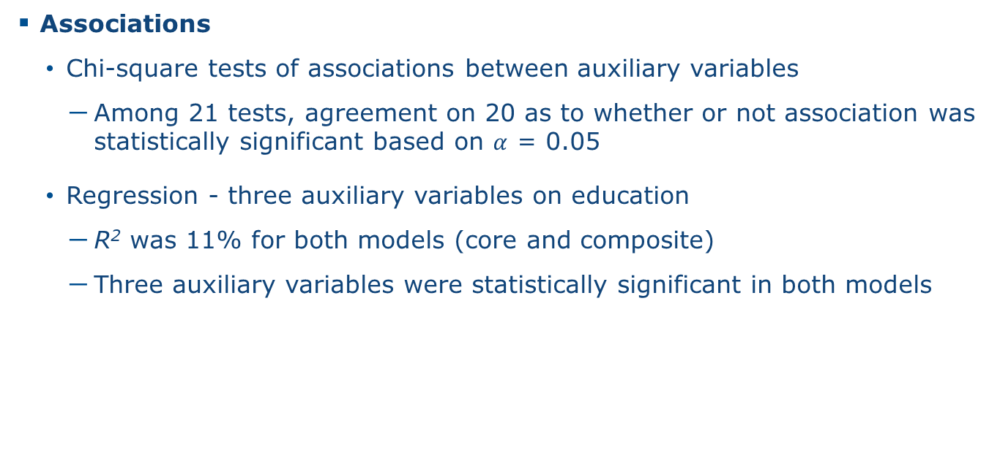 ▪ Associations
• Chi-square tests of associations between auxiliary variables
– Among 21 tests, agreement on 20 as to whether or not association was
statistically significant based on 𝛼 = 0.05
• Regression - three auxiliary variables on education
– R² was 11% for both models (core and composite)
– Three auxiliary variables were statistically significant in both models